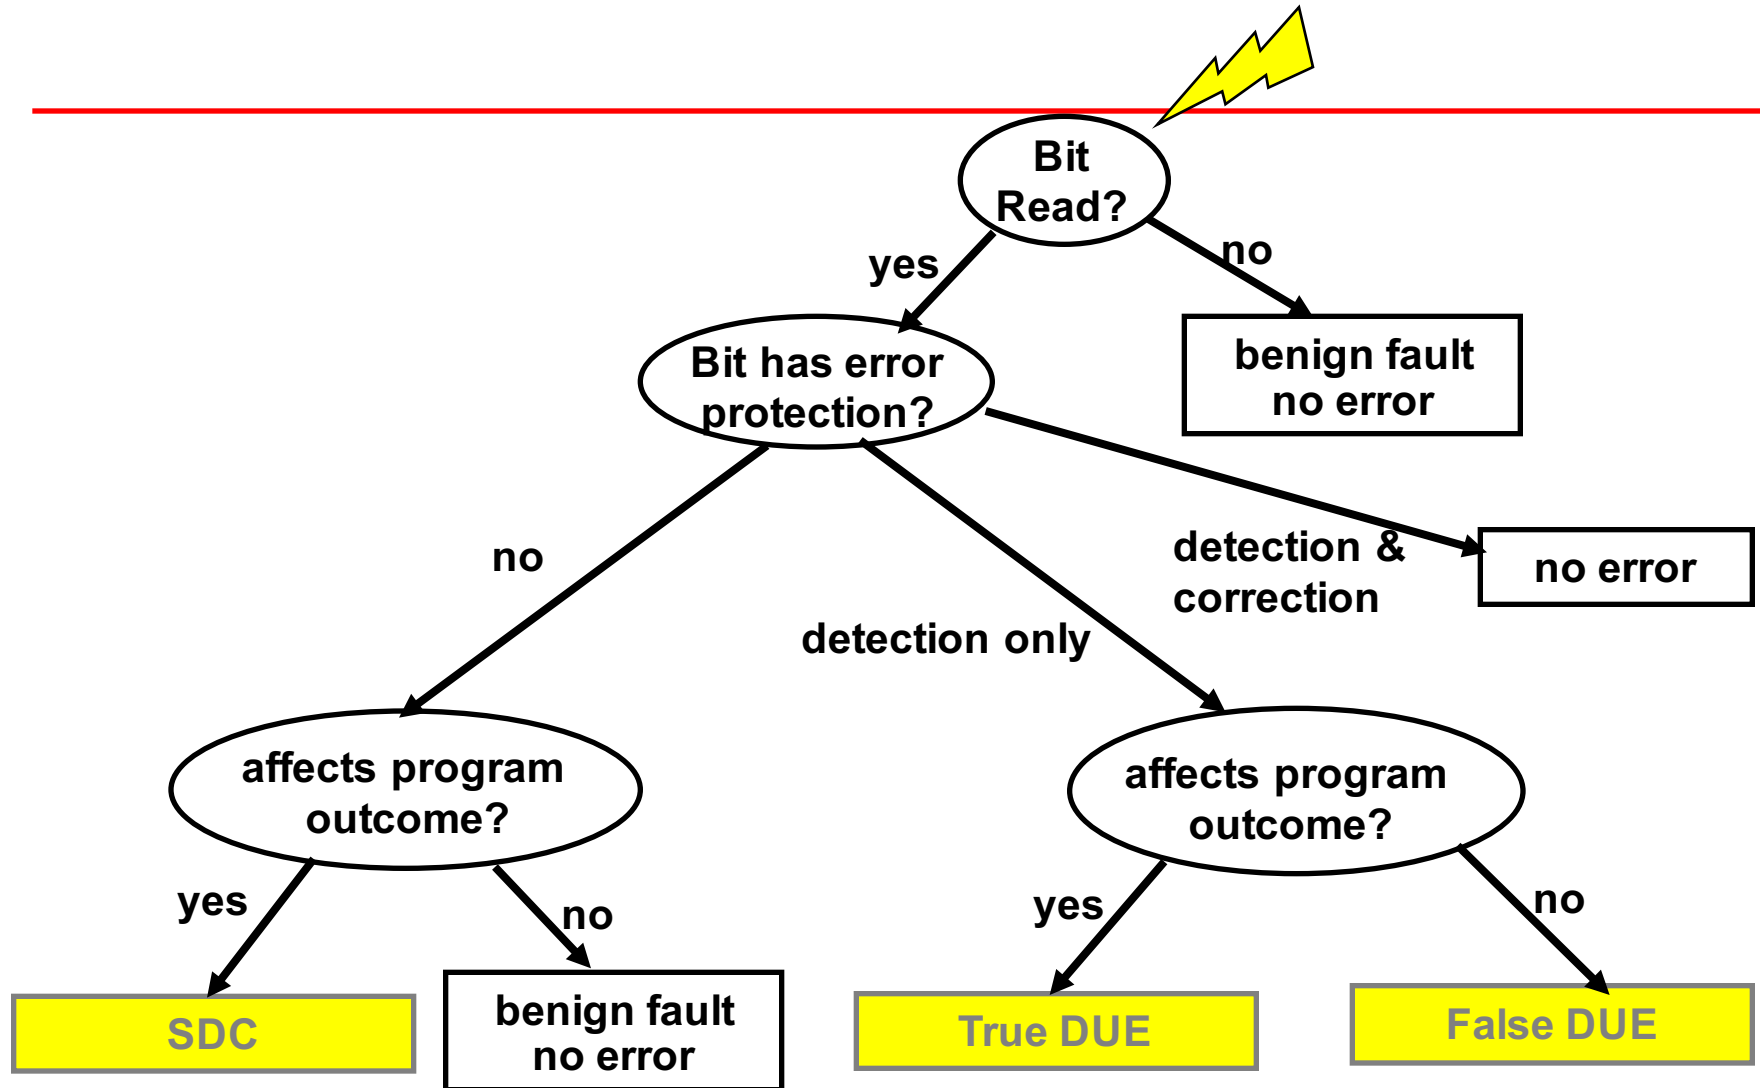 Bit
Read?
yes
no
benign fault
no error
Bit has error
protection?
no
detection only
detection &
correction
no error
affects program
outcome?
affects program
outcome?
yes
no
yes
no
SDC
benign fault
no error
True DUE
False DUE